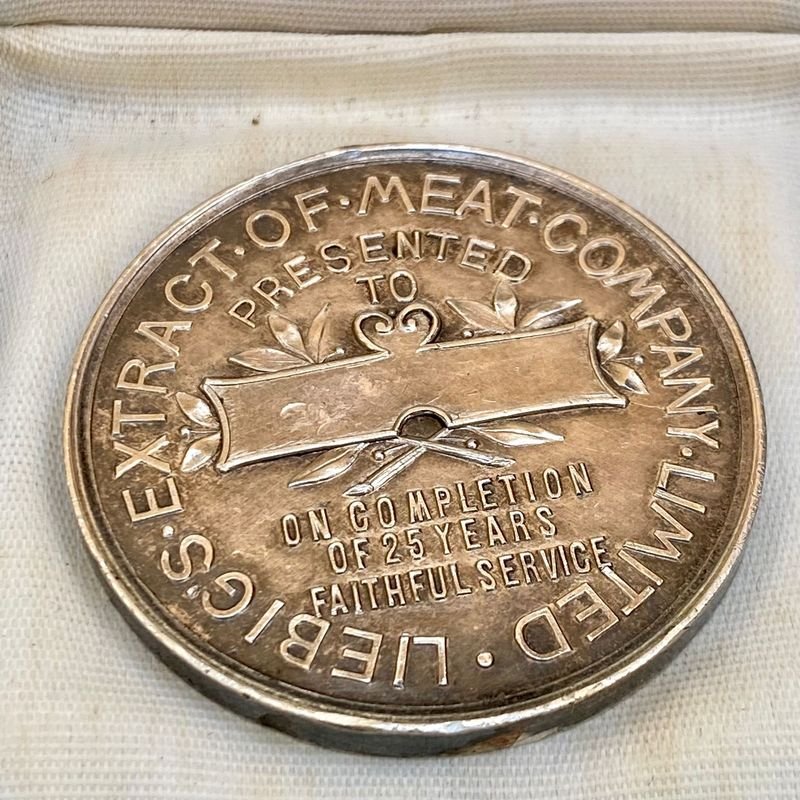 LIEBIG'S·EXTRACT·OF·MEAT·COMPANY·LIMITED·
PRESENTED
TO
ON COMPLETION
OF 25 YEARS
FAITHFUL SERVICE